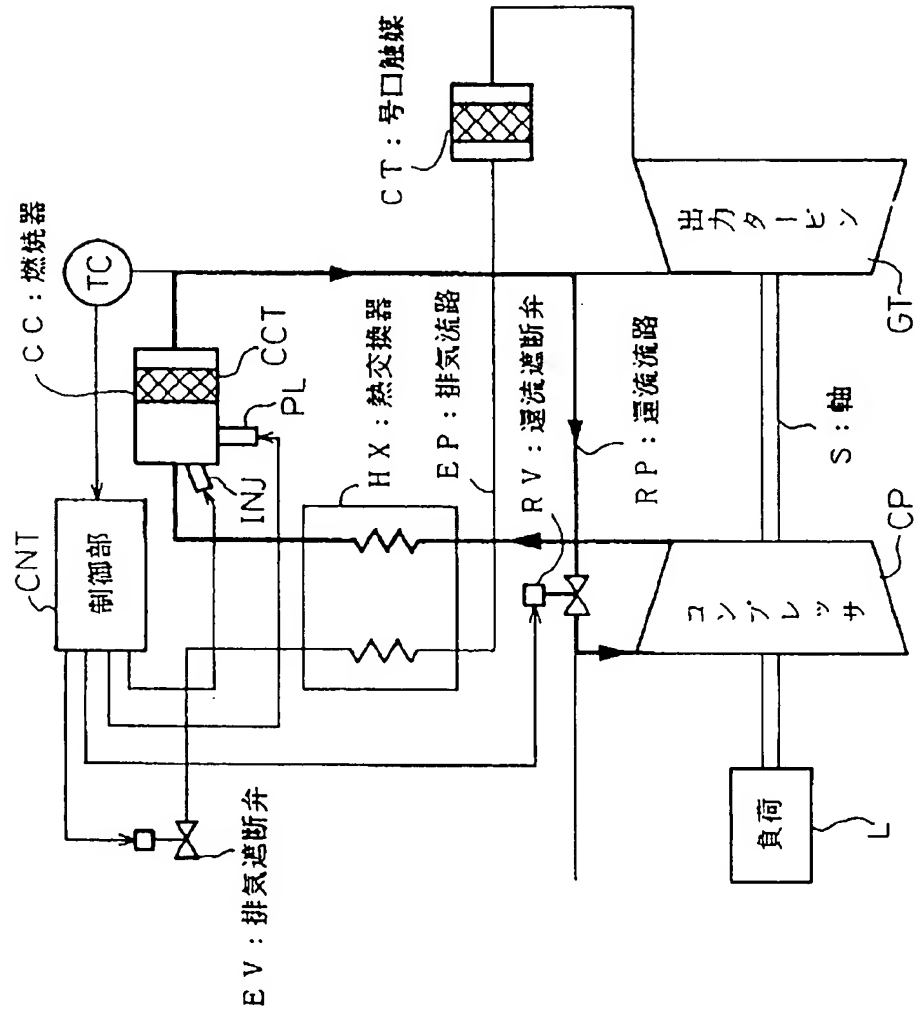 EV：排気遮断弁
CNT
制御部
CC：燃焼器
TC
CCT
PL
INJ
HX：熱交換器
EP：排気流路
RV：還流遮断弁
RP：還流流路
CT：号口触媒
負荷
L
コンプレッサ
CP
S：軸
出力タービン
GT